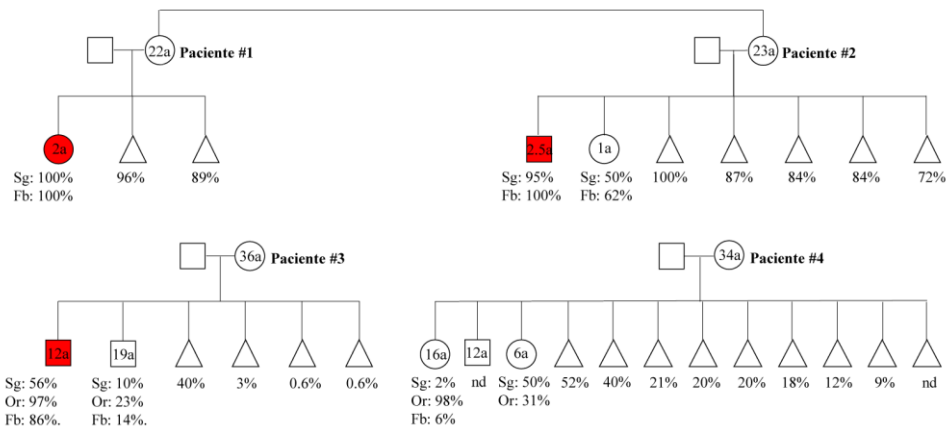 22a Paciente #1
23a Paciente #2
2a
2.5a 1a
Sg: 100% 96% 89%
Fb: 100%
Sg: 95% Sg: 50% 100% 87% 84% 84% 72%
Fb: 100% Fb: 62%
36a Paciente #3
34a Paciente #4
12a 19a
16a 12a 6a
Sg: 56% Sg: 10% 40% 3% 0.6% 0.6%
Or: 97% Or: 23%
Fb: 86%. Fb: 14%.
Sg: 2% nd Sg: 50% 52% 40% 21% 20% 20% 18% 12% 9% nd
Or: 98% Or: 31%
Fb: 6%